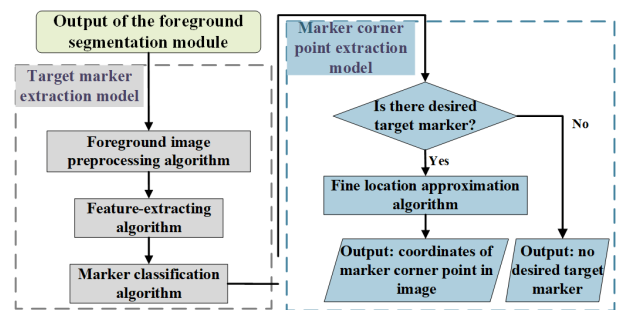 Output of the foreground
segmentation module
Target marker
extraction model
Foreground image
preprocessing algorithm
Feature-extracting
algorithm
Marker classification
algorithm
Marker corner
point extraction
model
Is there desired
target marker?
No
Yes
Fine location approximation
algorithm
Output: coordinates of
marker corner point in
image
Output: no
desired target
marker